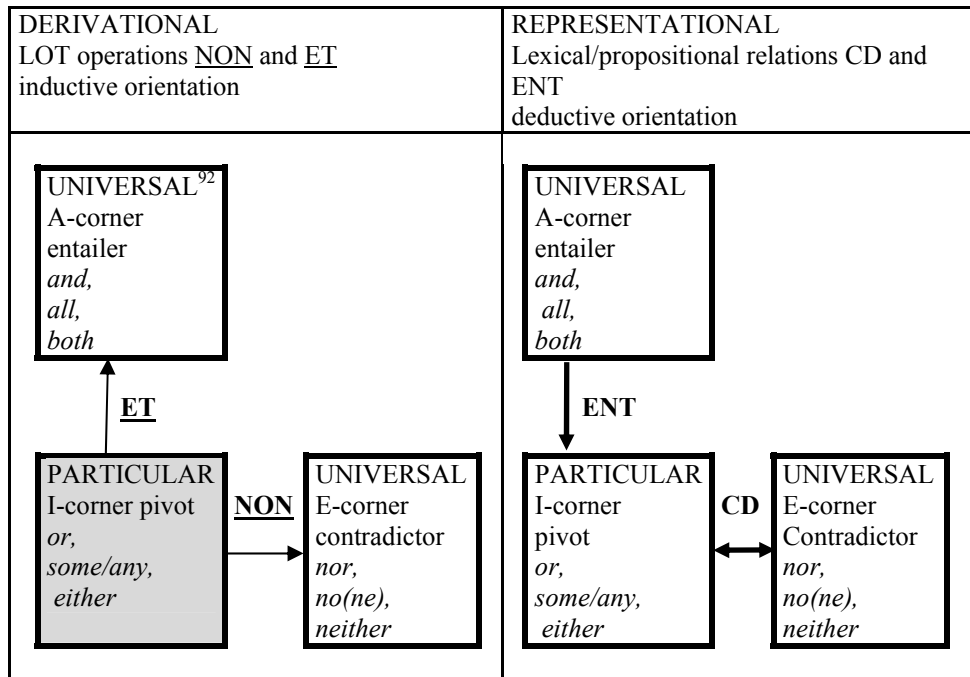 DERIVATIONAL
LOT operations NON and ET
inductive orientation
REPRESENTATIONAL
Lexical/propositional relations CD and
ENT
deductive orientation
UNIVERSAL92
A-corner
entailer
and,
all,
both
ET
PARTICULAR
I-corner pivot
or,
some/any,
either
NON
UNIVERSAL
E-corner
contradictor
nor,
no(ne),
neither
UNIVERSAL
A-corner
entailer
and,
all,
both
ENT
PARTICULAR
I-corner
pivot
or,
some/any,
either
CD
UNIVERSAL
E-corner
Contradictor
nor,
no(ne),
neither